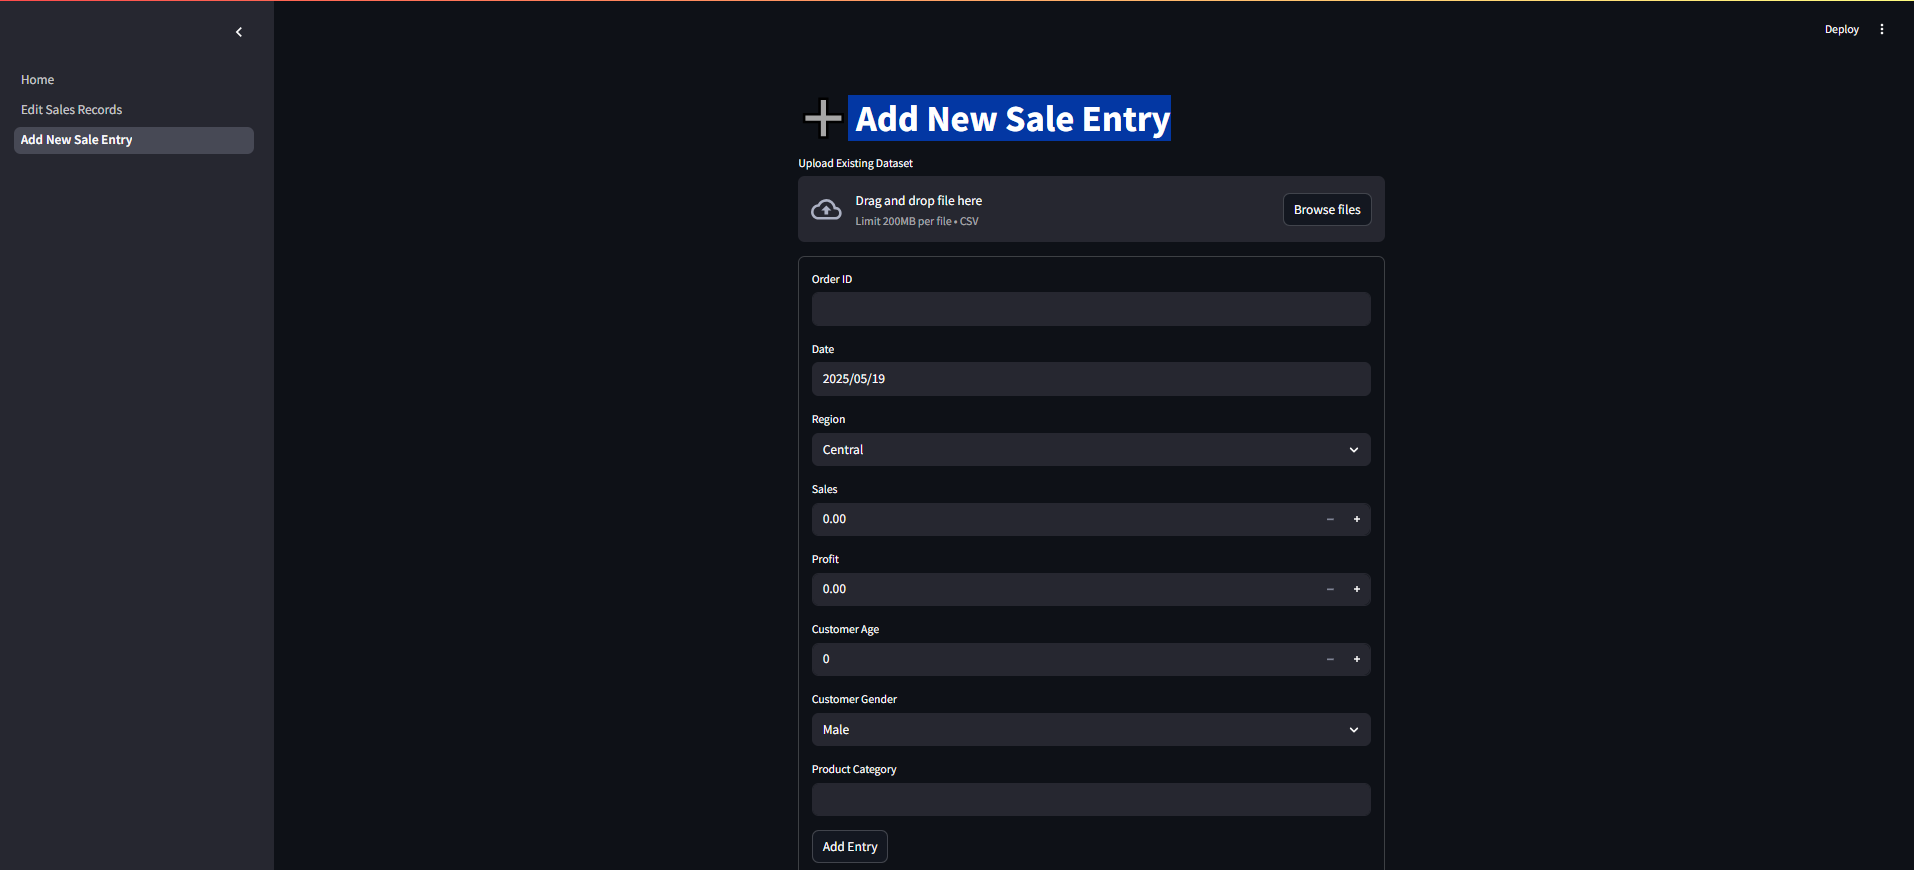 Deploy
Home
Edit Sales Records
Add New Sale Entry
Add New Sale Entry
Upload Existing Dataset
Drag and drop file here
Limit 200MB per file • CSV
Browse files
Order ID
Date
2025/05/19
Region
Central
Sales
0.00
Profit
0.00
Customer Age
0
Customer Gender
Male
Product Category
Add Entry